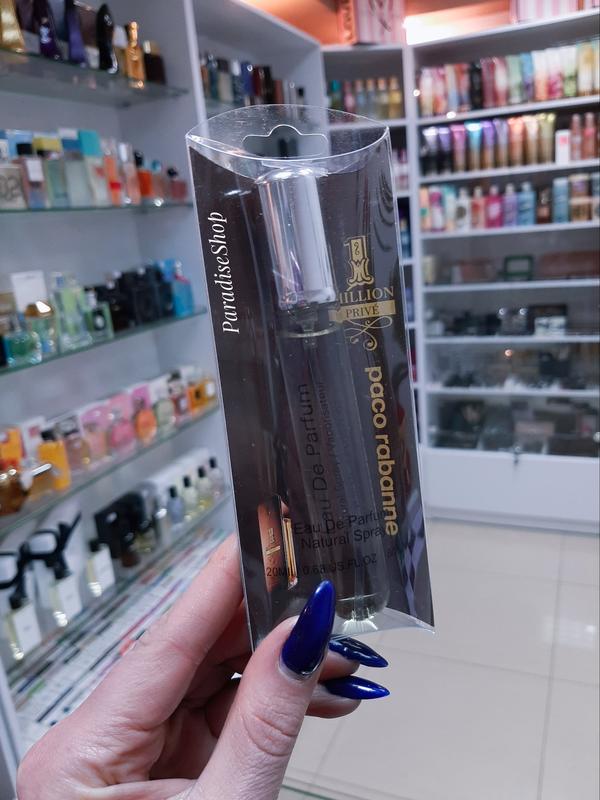 ParadiseShop
1
MILLION
PRIVÉ
paco rabanne
Eau De Parfum
Eau De Parfum
Natural Spray
20ML 0.68 US.FL.OZ